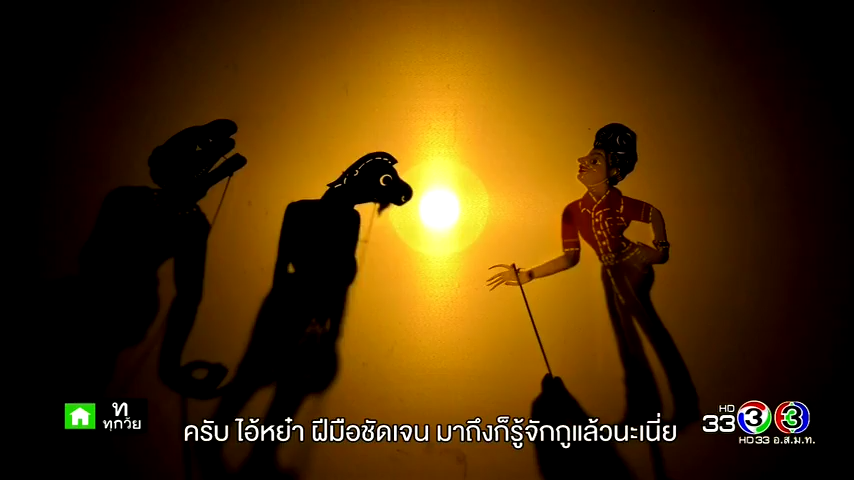 ท
ทุกวัย
ครับ ไอ้หย๋า ฝีมือชัดเจน มาถึงก็รู้จักกูแล้วนะเนี่ย
HD
33 3 3
HD33 อ.ส.ม.ท.